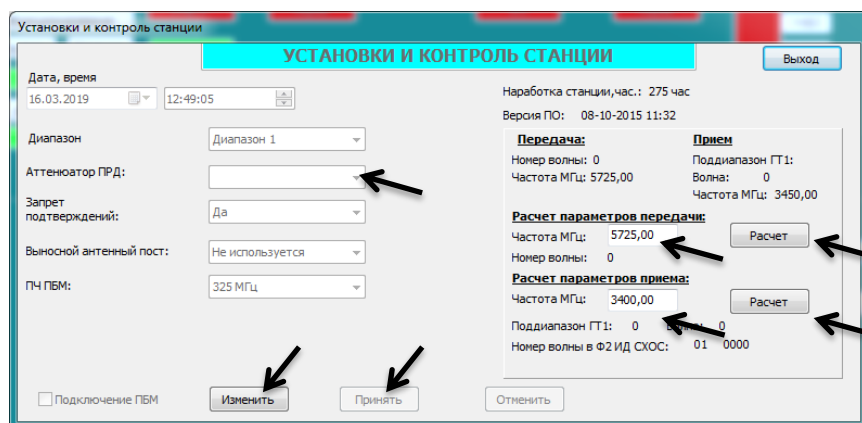 Установки и контроль станции
УСТАНОВКИ И КОНТРОЛЬ СТАНЦИИ
Выход
Дата, время
16.03.2019 12:49:05
Диапазон Диапазон 1
Аттенюатор ПРД:
Запрет
подтверждений: Да
Выносной антенный пост: Не используется
ПЧ ПБМ: 325 МГц
Подключение ПБМ Изменить Принять Отменить
Наработка станции,час.: 275 час
Версия ПО: 08-10-2015 11:32
Передача: Прием
Номер волны: 0 Поддиапазон ГТ1:
Частота МГц: 5725,00 Волна: 0
Частота МГц: 3450,00
Расчет параметров передачи:
Частота МГц: 5725,00 Расчет
Номер волны: 0
Расчет параметров приема:
Частота МГц: 3400,00 Расчет
Поддиапазон ГТ1: 0 0
Номер волны в Ф2 ИД СХОС: 01 0000